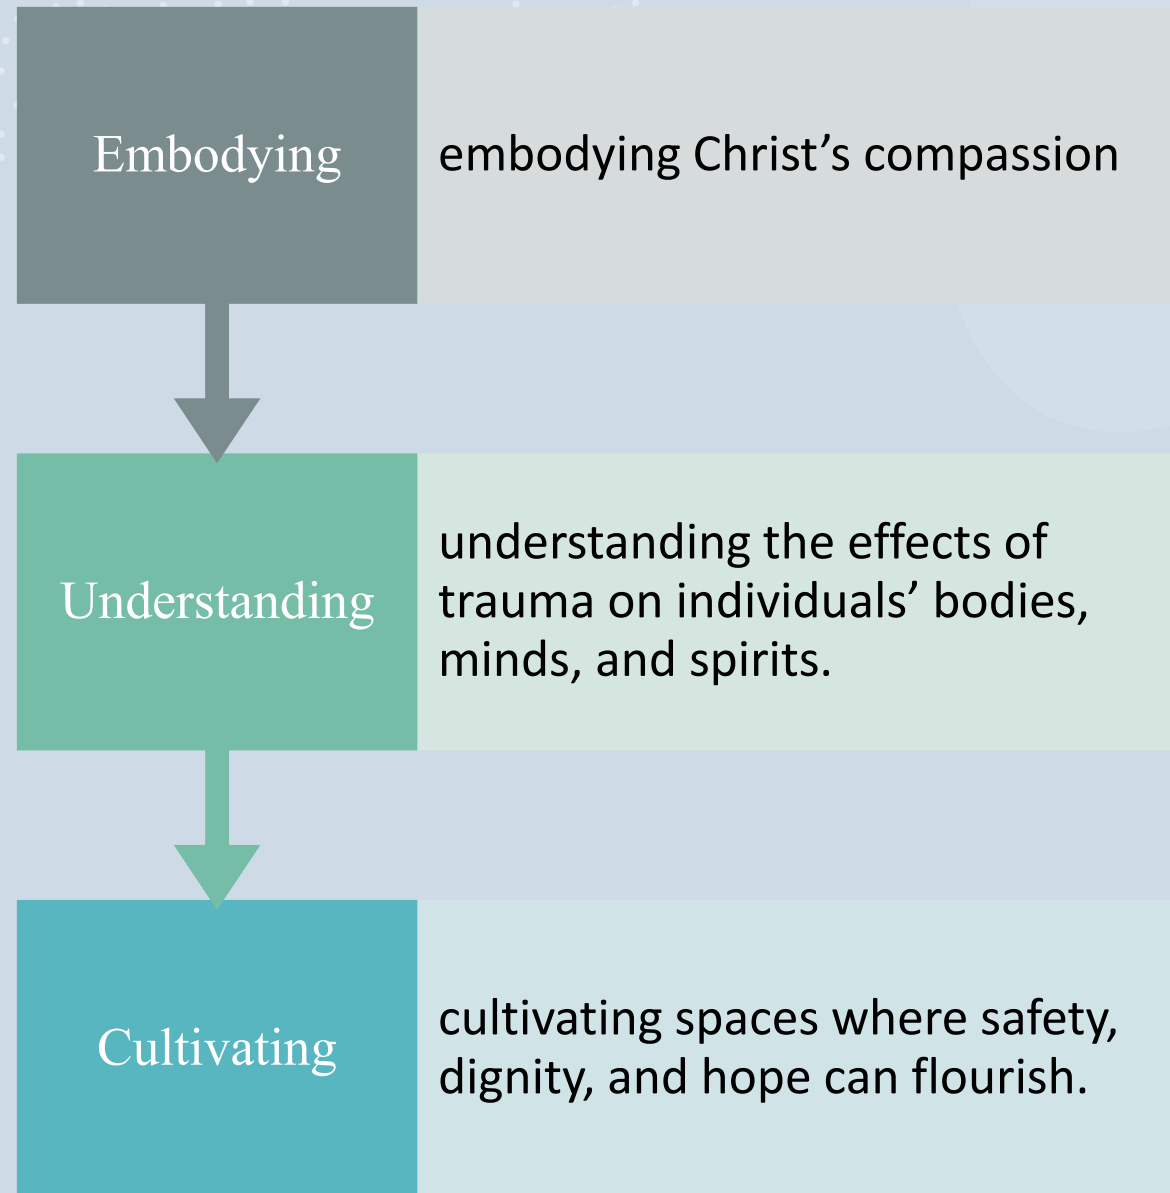 Embodying
embodying Christ’s compassion
Understanding
understanding the effects of
trauma on individuals’ bodies,
minds, and spirits.
Cultivating
cultivating spaces where safety,
dignity, and hope can flourish.